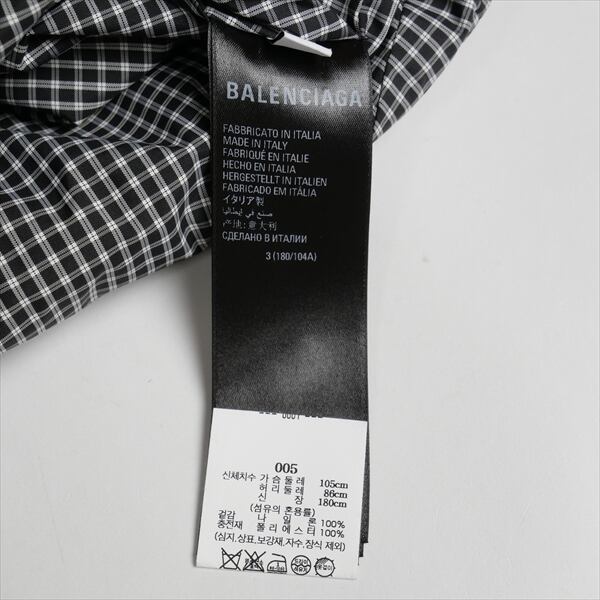 BALENCIAGA
FABBRICATO IN ITALIA
MADE IN ITALY
FABRIQUÉ EN ITALIE
HECHO EN ITALIA
HERGESTELLT IN ITALIEN
FABRICADO EM ITÁLIA
イタリア製
صنع في إيطاليا
产地:意大利
СДЕЛАНО В ИТАЛИИ
3 (180/104A)
005
신체치수 가슴둘레 105cm
허리둘레 86cm
신 장 180cm
(섬유의 혼용률)
겉감 나 일 론 100%
충전재 폴리에스티 100%
(심지,상표,보강재,자수,장식 제외)